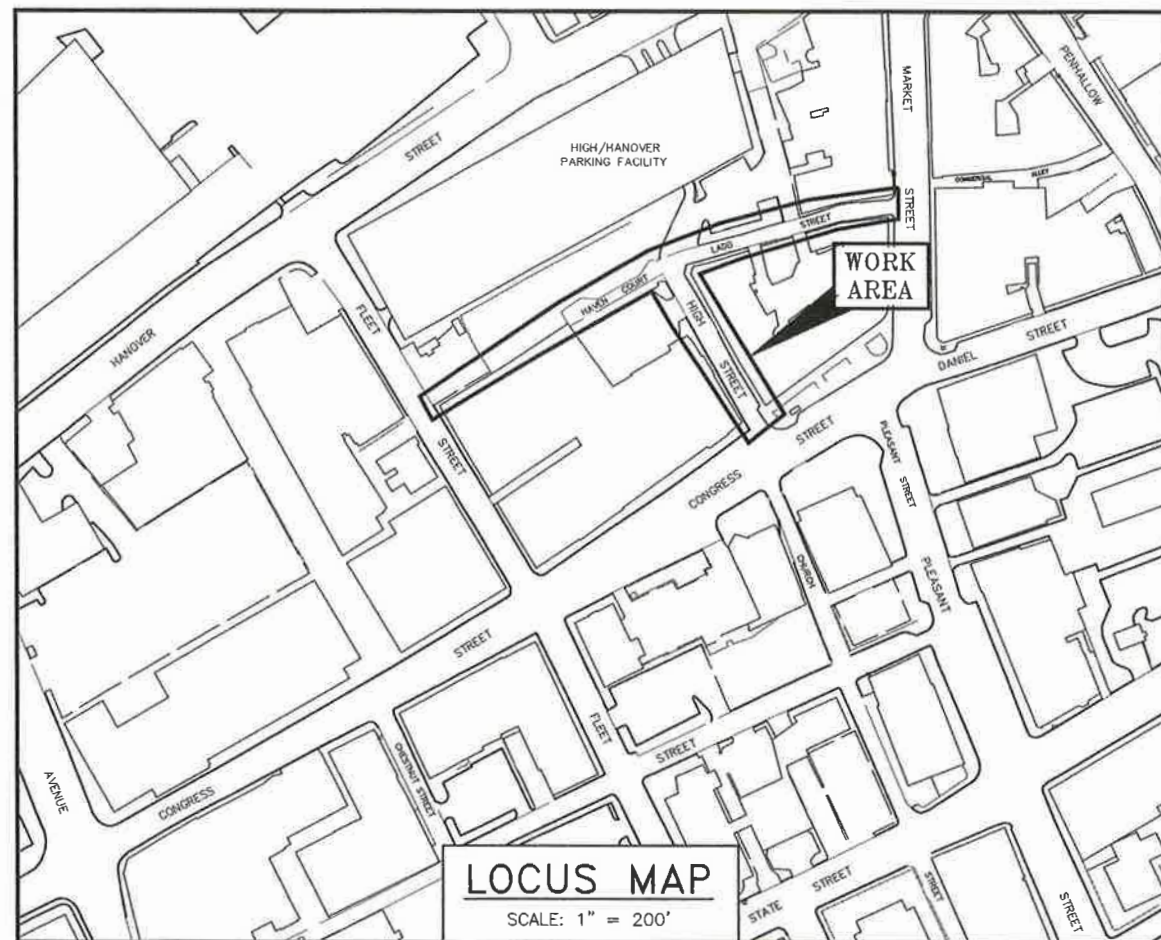 MARKET
PENHALLOW
HIGH/HANOVER
PARKING FACILITY
STREET
COMMERCIAL ALLEY
STREET
LADD STREET
WORK
AREA
HAVEN COURT
HIGH
STREET
FLEET
STREET
HANOVER
DANIEL
STREET
CONGRESS
STREET
PLEASANT
STREET
CHURCH
PLEASANT
STREET
FLEET
STREET
CHESTNUT STREET
AVENUE
CONGRESS
LOCUS MAP
SCALE: 1" = 200'
STATE
STREET
STREET
STREET